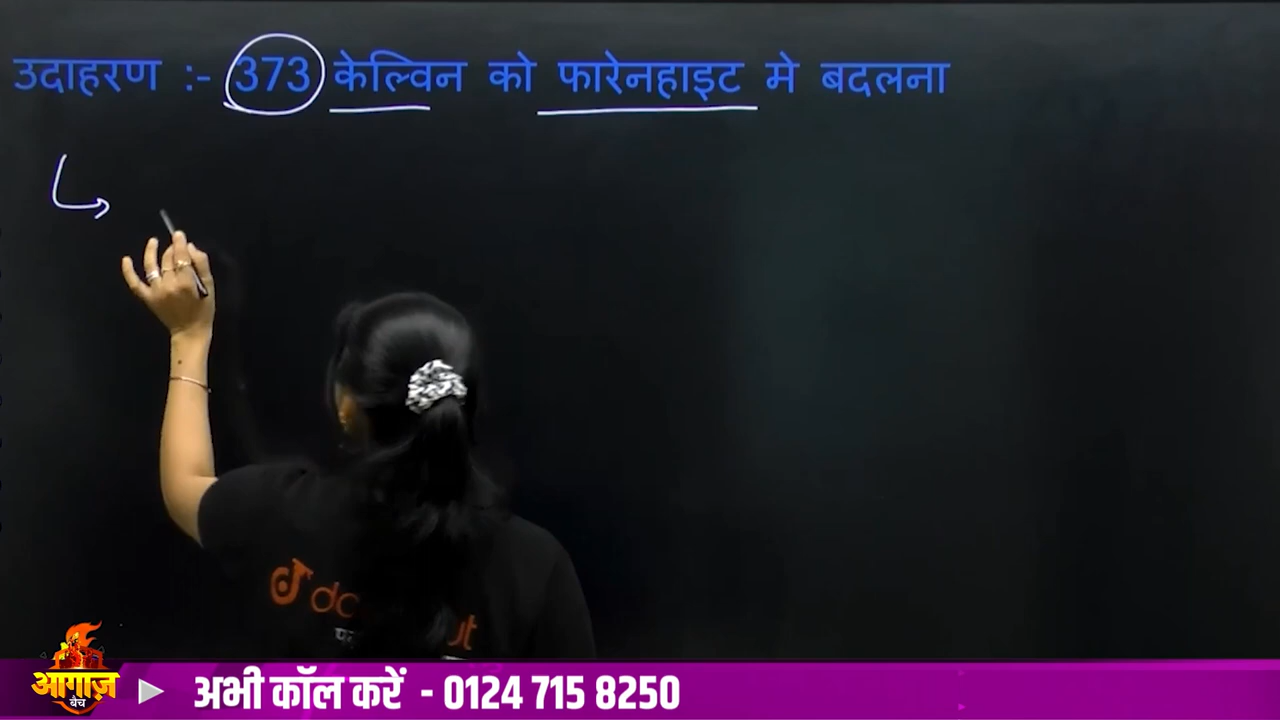 उदाहरण :- 373 केल्विन को फारेनहाइट मे बदलना
आगाज़
बैच
अभी कॉल करें - 0124 715 8250